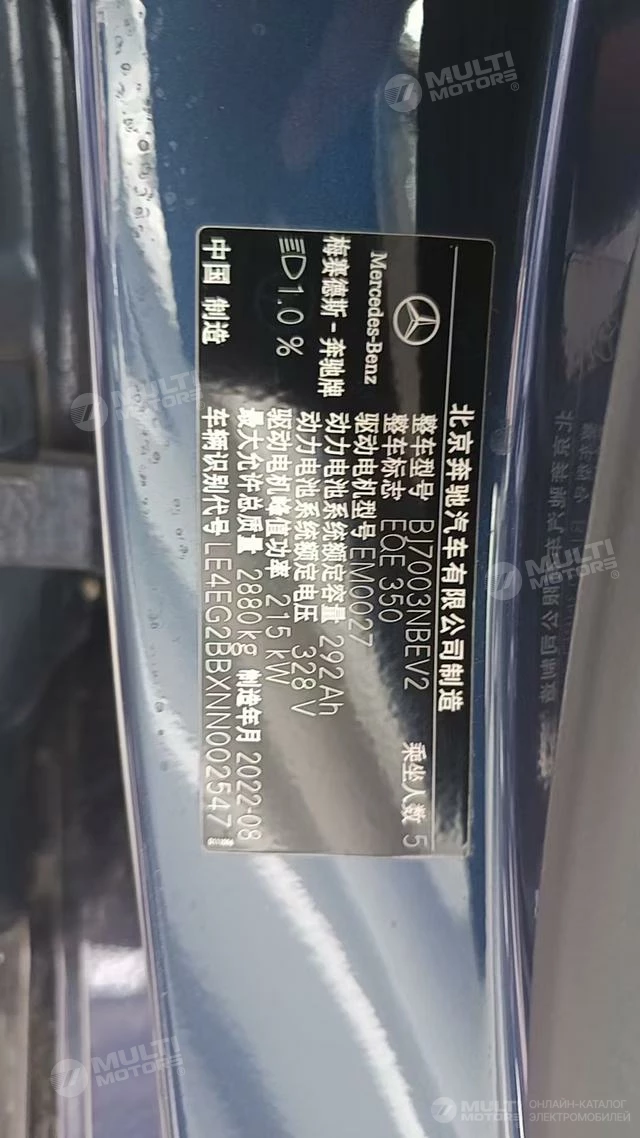 北京奔驰汽车有限公司制造
Mercedes-Benz
梅赛德斯-奔驰牌
1.0 %
中国 制造
整车型号 BJ7003NBEV2 乘坐人数 5
整车标志 EQE 350
驱动电机型号 EM0027
动力电池系统额定容量 292Ah
动力电池系统额定电压 328 V
驱动电机峰值功率 215 kW
最大允许总质量 2880kg 制造年月 2022-08
车辆识别代号 LE4EG2BBXNN002547
MULTI MOTORS
MULTI MOTORS
MULTI MOTORS
MULTI MOTORS
MULTI MOTORS
ОНЛАЙН-КАТАЛОГ
ЭЛЕКТРОМОБИЛЕЙ